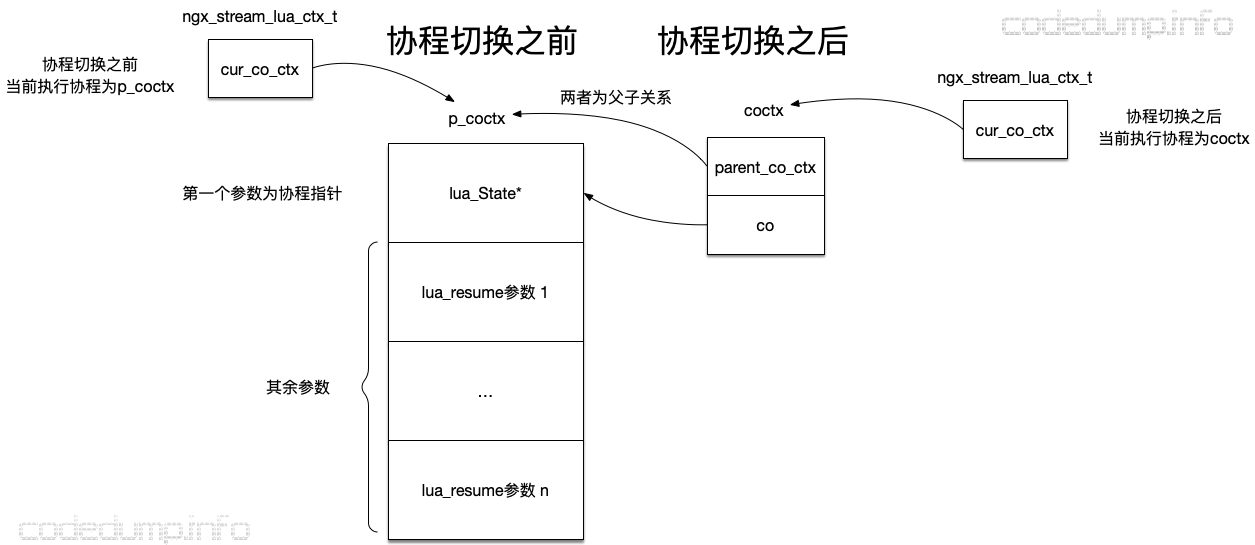 ngx_stream_lua_ctx_t
协程切换之前
协程切换之后
codedump.info
协程切换之前
当前执行协程为p_coctx
cur_co_ctx
p_coctx
两者为父子关系
coctx
ngx_stream_lua_ctx_t
cur_co_ctx
协程切换之后
当前执行协程为coctx
第一个参数为协程指针
lua_State*
parent_co_ctx
co
lua_resume参数 1
其余参数
...
lua_resume参数 n
codedump.info